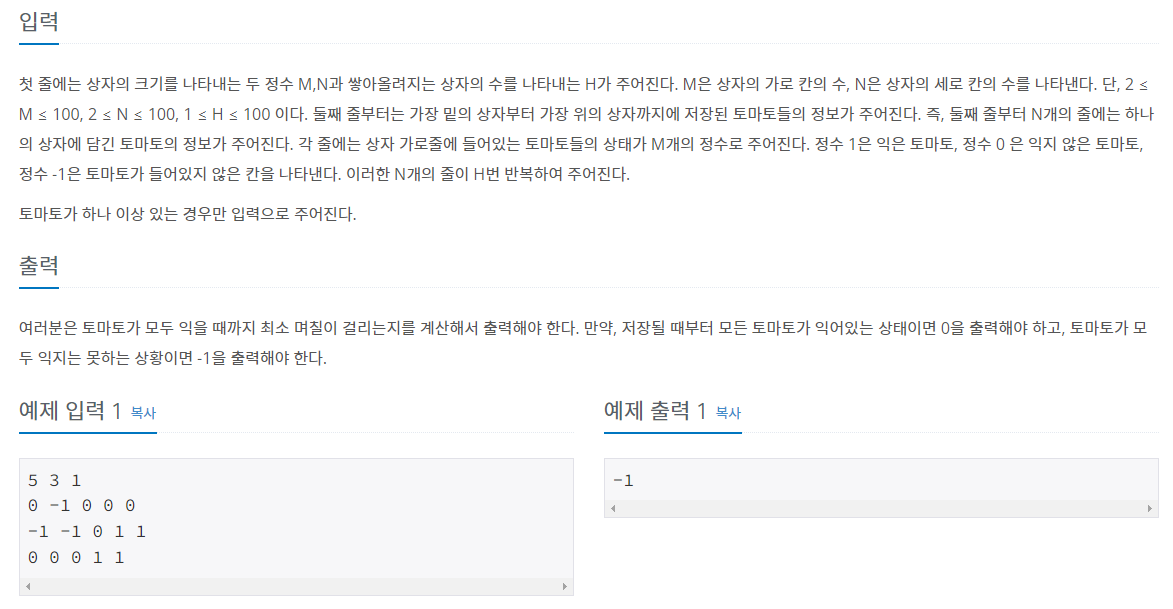 입력
첫 줄에는 상자의 크기를 나타내는 두 정수 M,N과 쌓아올려지는 상자의 수를 나타내는 H가 주어진다. M은 상자의 가로 칸의 수, N은 상자의 세로 칸의 수를 나타낸다. 단, 2 ≤
M ≤ 100, 2 ≤ N ≤ 100, 1 ≤ H ≤ 100 이다. 둘째 줄부터는 가장 밑의 상자부터 가장 위의 상자까지에 저장된 토마토들의 정보가 주어진다. 즉, 둘째 줄부터 N개의 줄에는 하나
의 상자에 담긴 토마토의 정보가 주어진다. 각 줄에는 상자 가로줄에 들어있는 토마토들의 상태가 M개의 정수로 주어진다. 정수 1은 익은 토마토, 정수 0 은 익지 않은 토마토,
정수 -1은 토마토가 들어있지 않은 칸을 나타낸다. 이러한 N개의 줄이 H번 반복하여 주어진다.
토마토가 하나 이상 있는 경우만 입력으로 주어진다.
출력
여러분은 토마토가 모두 익을 때까지 최소 며칠이 걸리는지를 계산해서 출력해야 한다. 만약, 저장될 때부터 모든 토마토가 익어있는 상태이면 0을 출력해야 하고, 토마토가 모
두 익지는 못하는 상황이면 -1을 출력해야 한다.
예제 입력 1 복사
5 3 1
0 -1 0 0 0
-1 -1 0 1 1
0 0 0 1 1
예제 출력 1 복사
-1